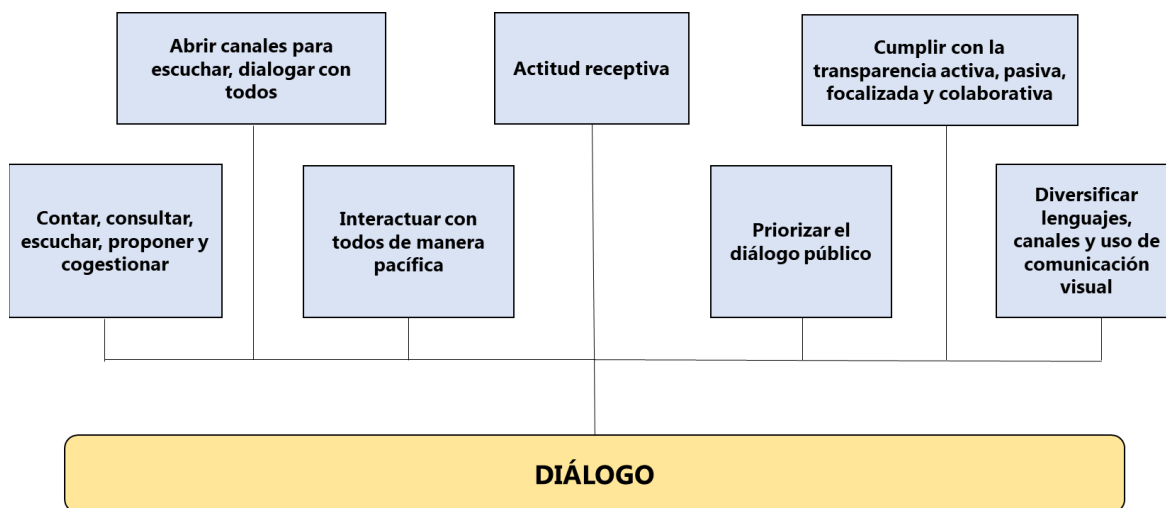 Abrir canales para
escuchar, dialogar con
todos
Actitud receptiva
Cumplir con la
transparencia activa, pasiva,
focalizada y colaborativa
Contar, consultar,
escuchar, proponer y
cogestionar
Interactuar con
todos de manera
pacífica
Priorizar el
diálogo público
Diversificar
lenguajes,
canales y uso de
comunicación
visual
DIÁLOGO